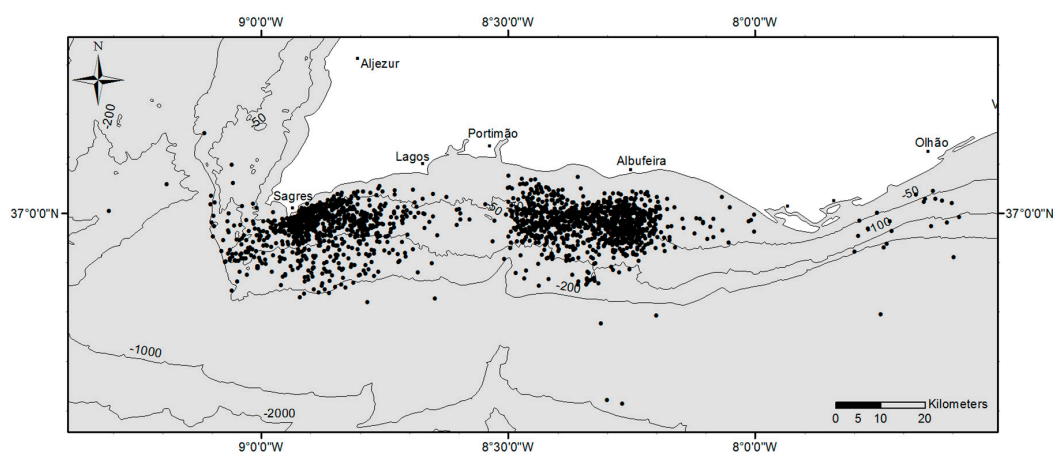 9°0'0"W 8°30'0"W 8°0'0"W
N
Aljezur
-200
-50
V
Portimão
Olhão
Lagos
Albufeira
Sagres
-50
37°0'0"N
-50
37°0'0"N
-100
-200
-1000
Kilometers
-2000
0 5 10 20
9°0'0"W 8°30'0"W 8°0'0"W